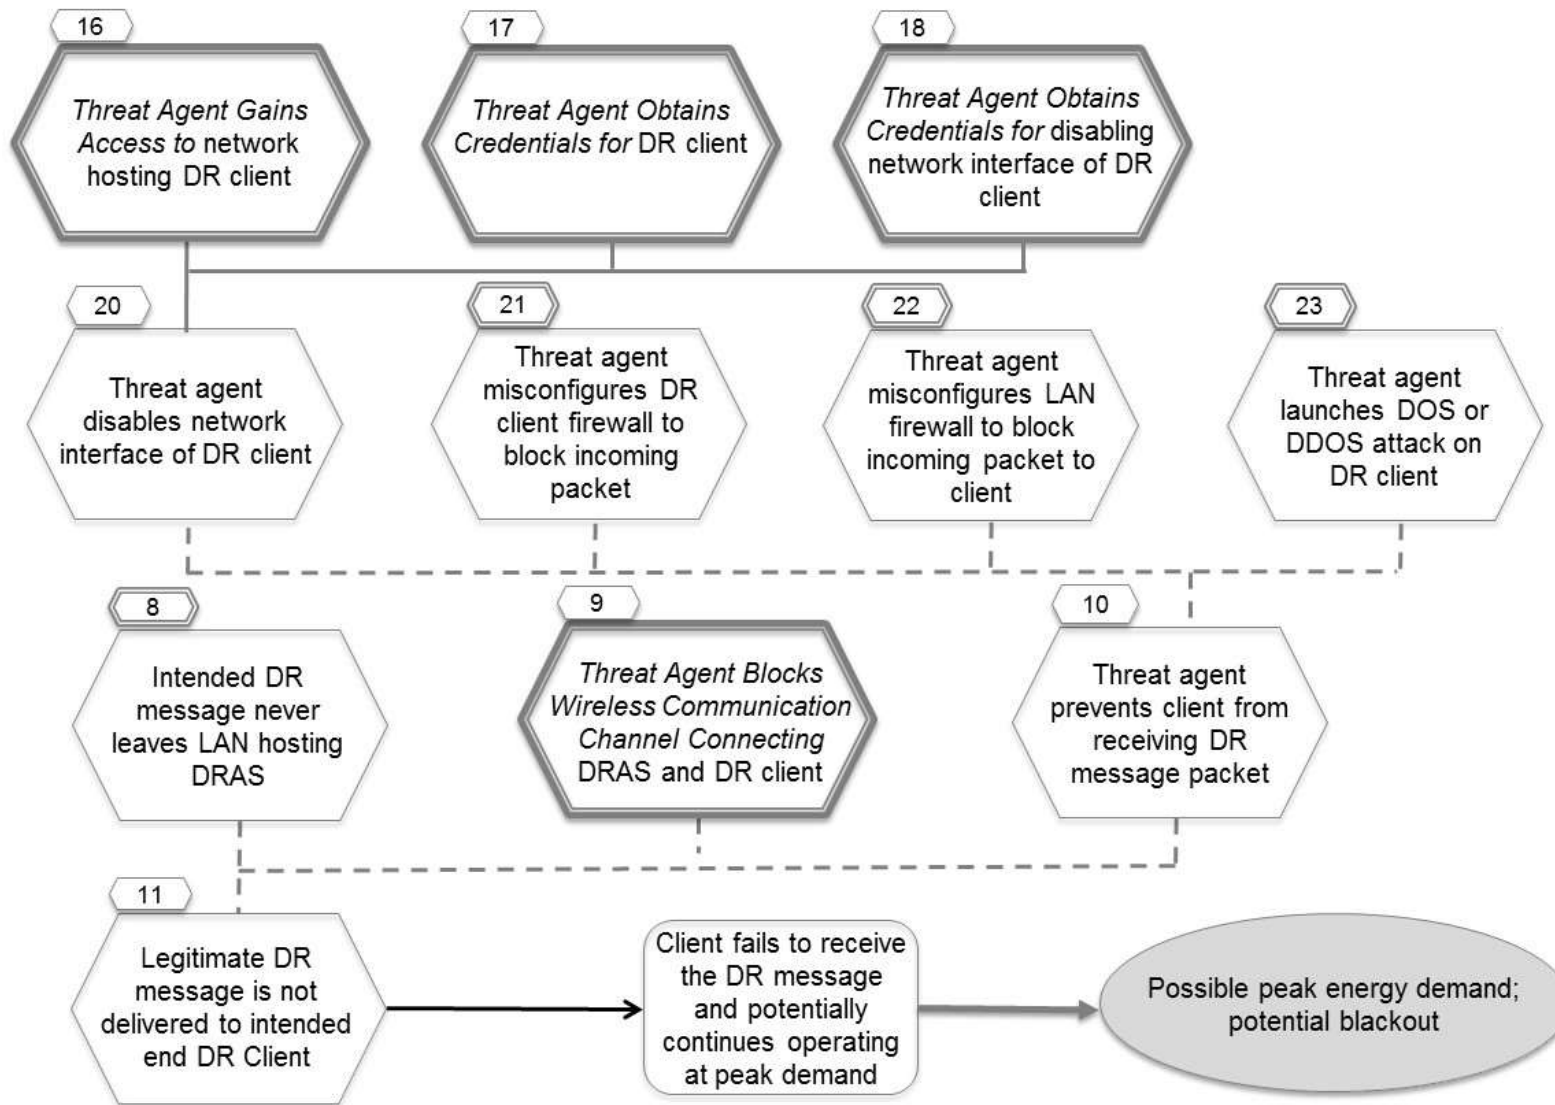 16
Threat Agent Gains
Access to network
hosting DR client
17
Threat Agent Obtains
Credentials for DR client
18
Threat Agent Obtains
Credentials for disabling
network interface of DR
client
20
Threat agent
disables network
interface of DR client
21
Threat agent
misconfigures DR
client firewall to
block incoming
packet
22
Threat agent
misconfigures LAN
firewall to block
incoming packet to
client
23
Threat agent
launches DOS or
DDOS attack on
DR client
8
Intended DR
message never
leaves LAN hosting
DRAS
9
Threat Agent Blocks
Wireless Communication
Channel Connecting
DRAS and DR client
10
Threat agent
prevents client from
receiving DR
message packet
11
Legitimate DR
message is not
delivered to intended
end DR Client
Client fails to receive
the DR message
and potentially
continues operating
at peak demand
Possible peak energy demand;
potential blackout